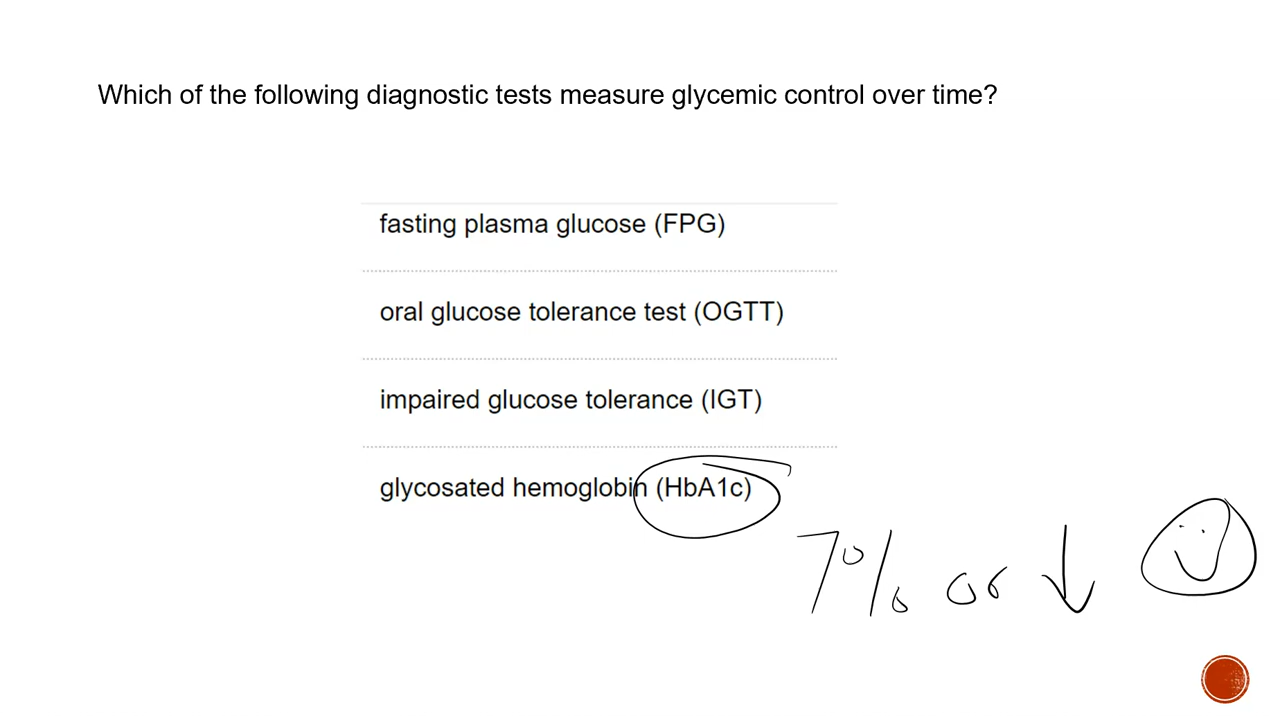 Which of the following diagnostic tests measure glycemic control over time?
fasting plasma glucose (FPG)
oral glucose tolerance test (OGTT)
impaired glucose tolerance (IGT)
glycosated hemoglobin (HbA1c)
7% or ↓